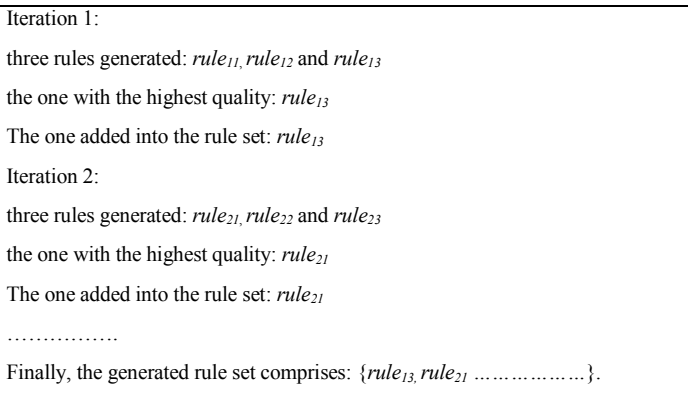 Iteration 1:
three rules generated: rule11, rule12 and rule13
the one with the highest quality: rule13
The one added into the rule set: rule13
Iteration 2:
three rules generated: rule21, rule22 and rule23
the one with the highest quality: rule21
The one added into the rule set: rule21
…………….
Finally, the generated rule set comprises: {rule13, rule21 ………………}.